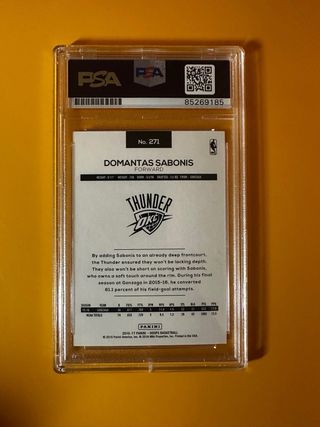 PSA
PSA
85269185
No. 271
DOMANTAS SABONIS
FORWARD
THUNDER
OKC
By adding Sabonis to an already deep frontcourt,
the Thunder ensured they won't be lacking depth.
They also won't be short on scoring with Sabonis,
who owns a soft touch around the rim. During his final
season at Gonzaga in 2015-16, he converted
61.1 percent of his field-goal attempts.
PANINI
2016-17 PANINI - HOOPS BASKETBALL